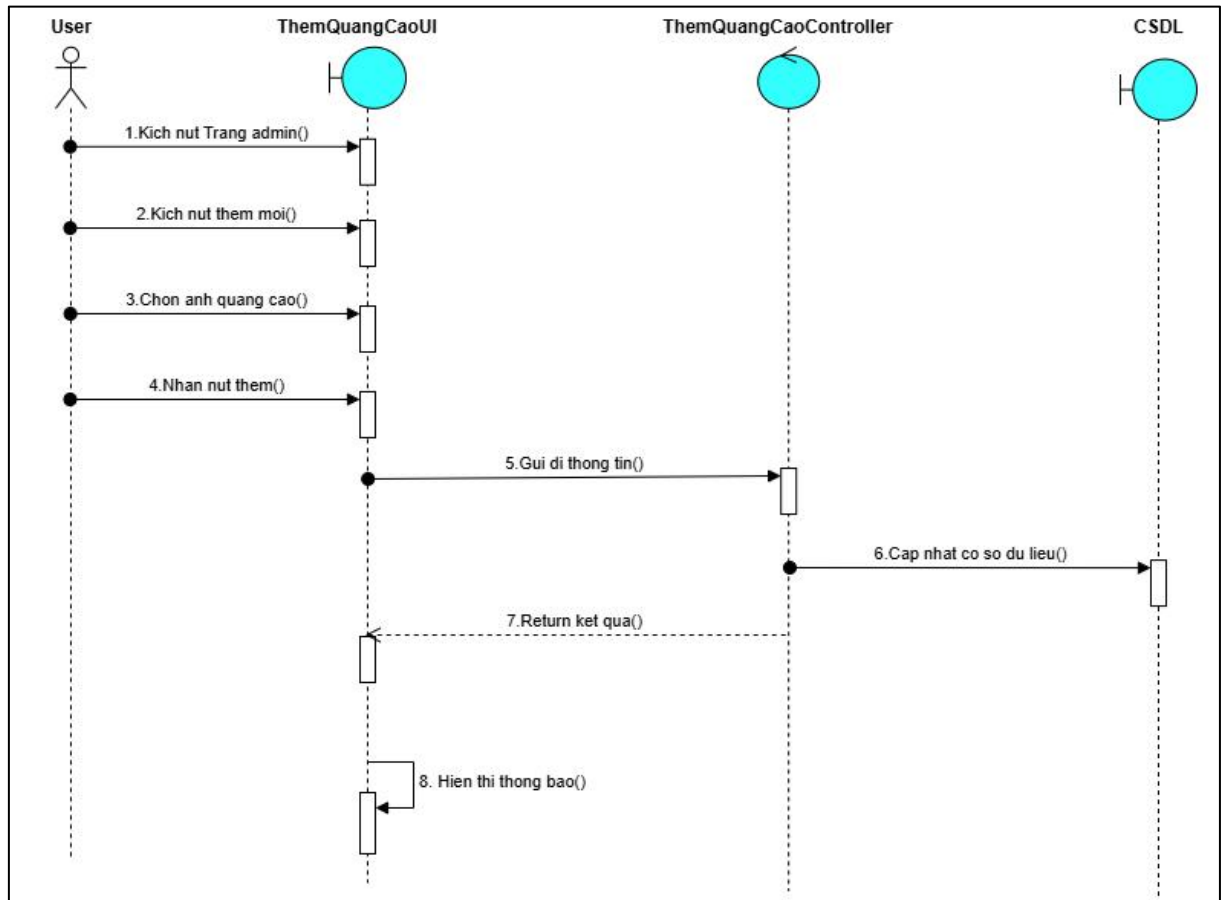 User
ThemQuangCaoUI
ThemQuangCaoController
CSDL
1.Kich nut Trang admin()
2.Kich nut them moi()
3.Chon anh quang cao()
4.Nhan nut them()
5.Gui di thong tin()
6.Cap nhat co so du lieu()
7.Return ket qua()
8. Hien thi thong bao()